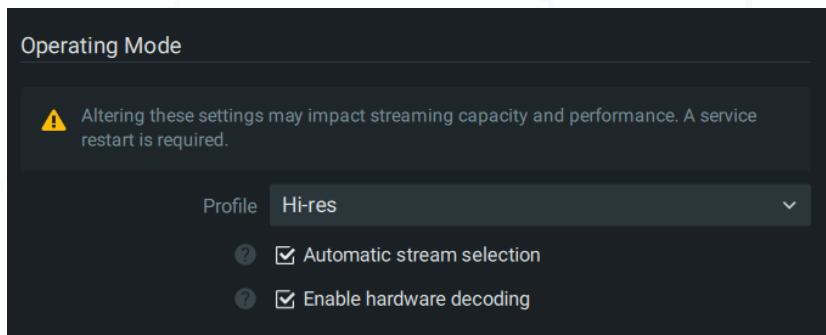 Operating Mode
Altering these settings may impact streaming capacity and performance. A service
restart is required.
Profile Hi-res
? Automatic stream selection
? Enable hardware decoding